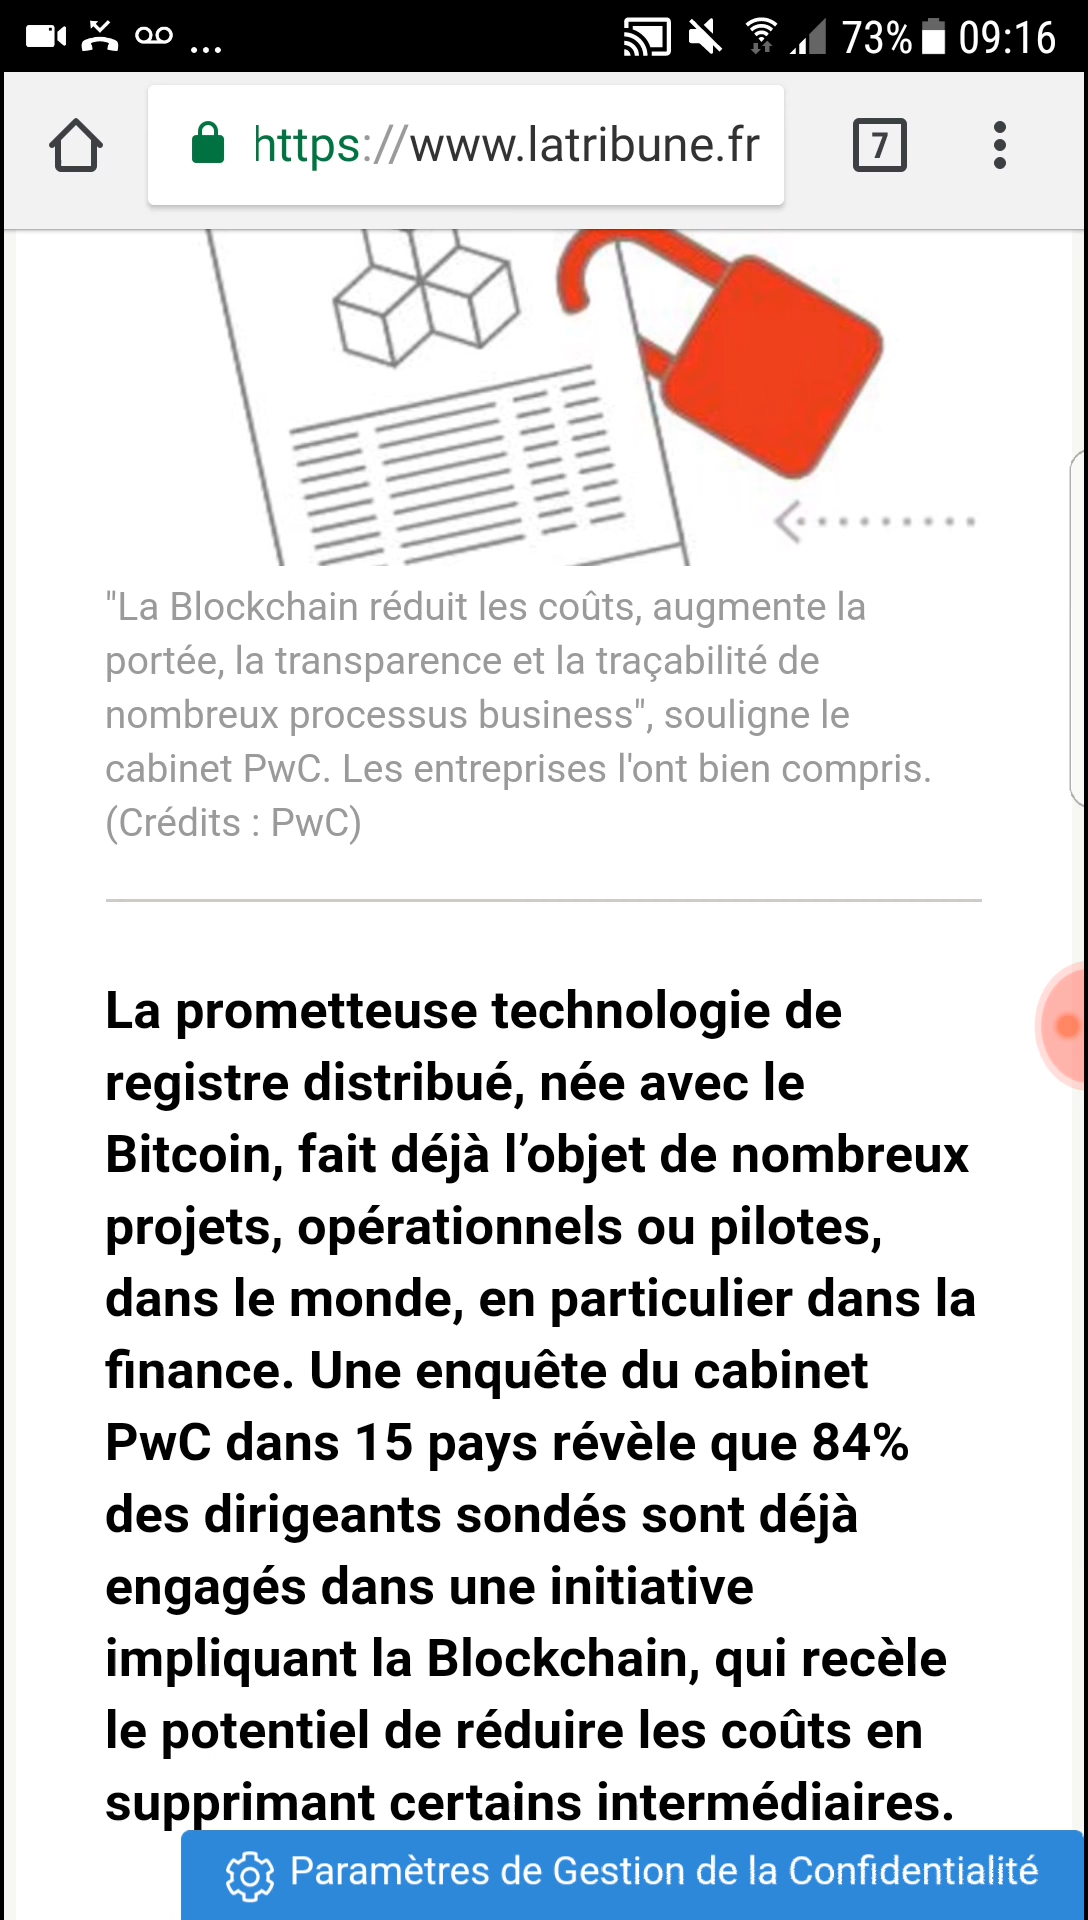 ... 73% 09:16
https://www.latribune.fr 7
"La Blockchain réduit les coûts, augmente la
portée, la transparence et la traçabilité de
nombreux processus business", souligne le
cabinet PwC. Les entreprises l'ont bien compris.
(Crédits : PwC)
La prometteuse technologie de
registre distribué, née avec le
Bitcoin, fait déjà l’objet de nombreux
projets, opérationnels ou pilotes,
dans le monde, en particulier dans la
finance. Une enquête du cabinet
PwC dans 15 pays révèle que 84%
des dirigeants sondés sont déjà
engagés dans une initiative
impliquant la Blockchain, qui recèle
le potentiel de réduire les coûts en
supprimant certains intermédiaires.
Paramètres de Gestion de la Confidentialité